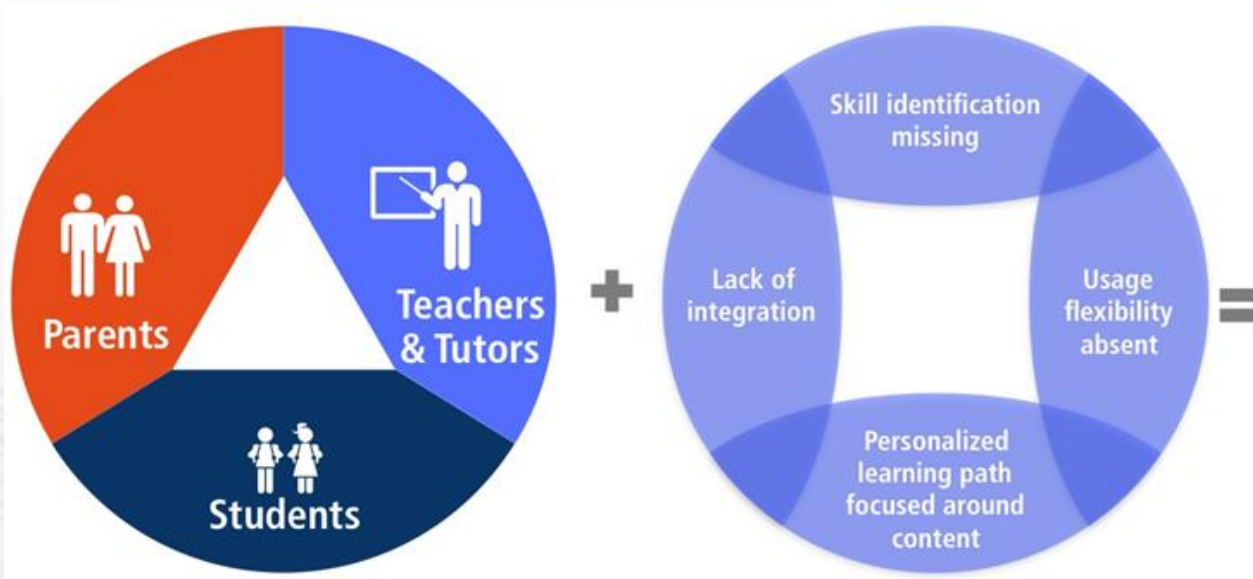 Parents
Teachers
& Tutors
Students
+
Skill identification
missing
Lack of
integration
Usage
flexibility
absent
Personalized
learning path
focused around
content
=